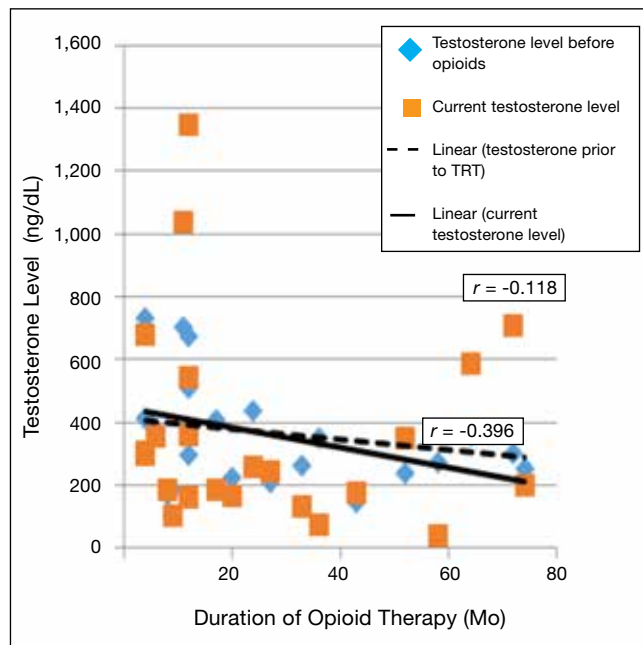 1,600
1,400
1,200
1,000
800
600
400
200
0
Testosterone Level (ng/dL)
Testosterone level before
opioids
Current testosterone level
Linear (testosterone prior
to TRT)
Linear (current
testosterone level)
r = -0.118
r = -0.396
20
40
60
80
Duration of Opioid Therapy (Mo)